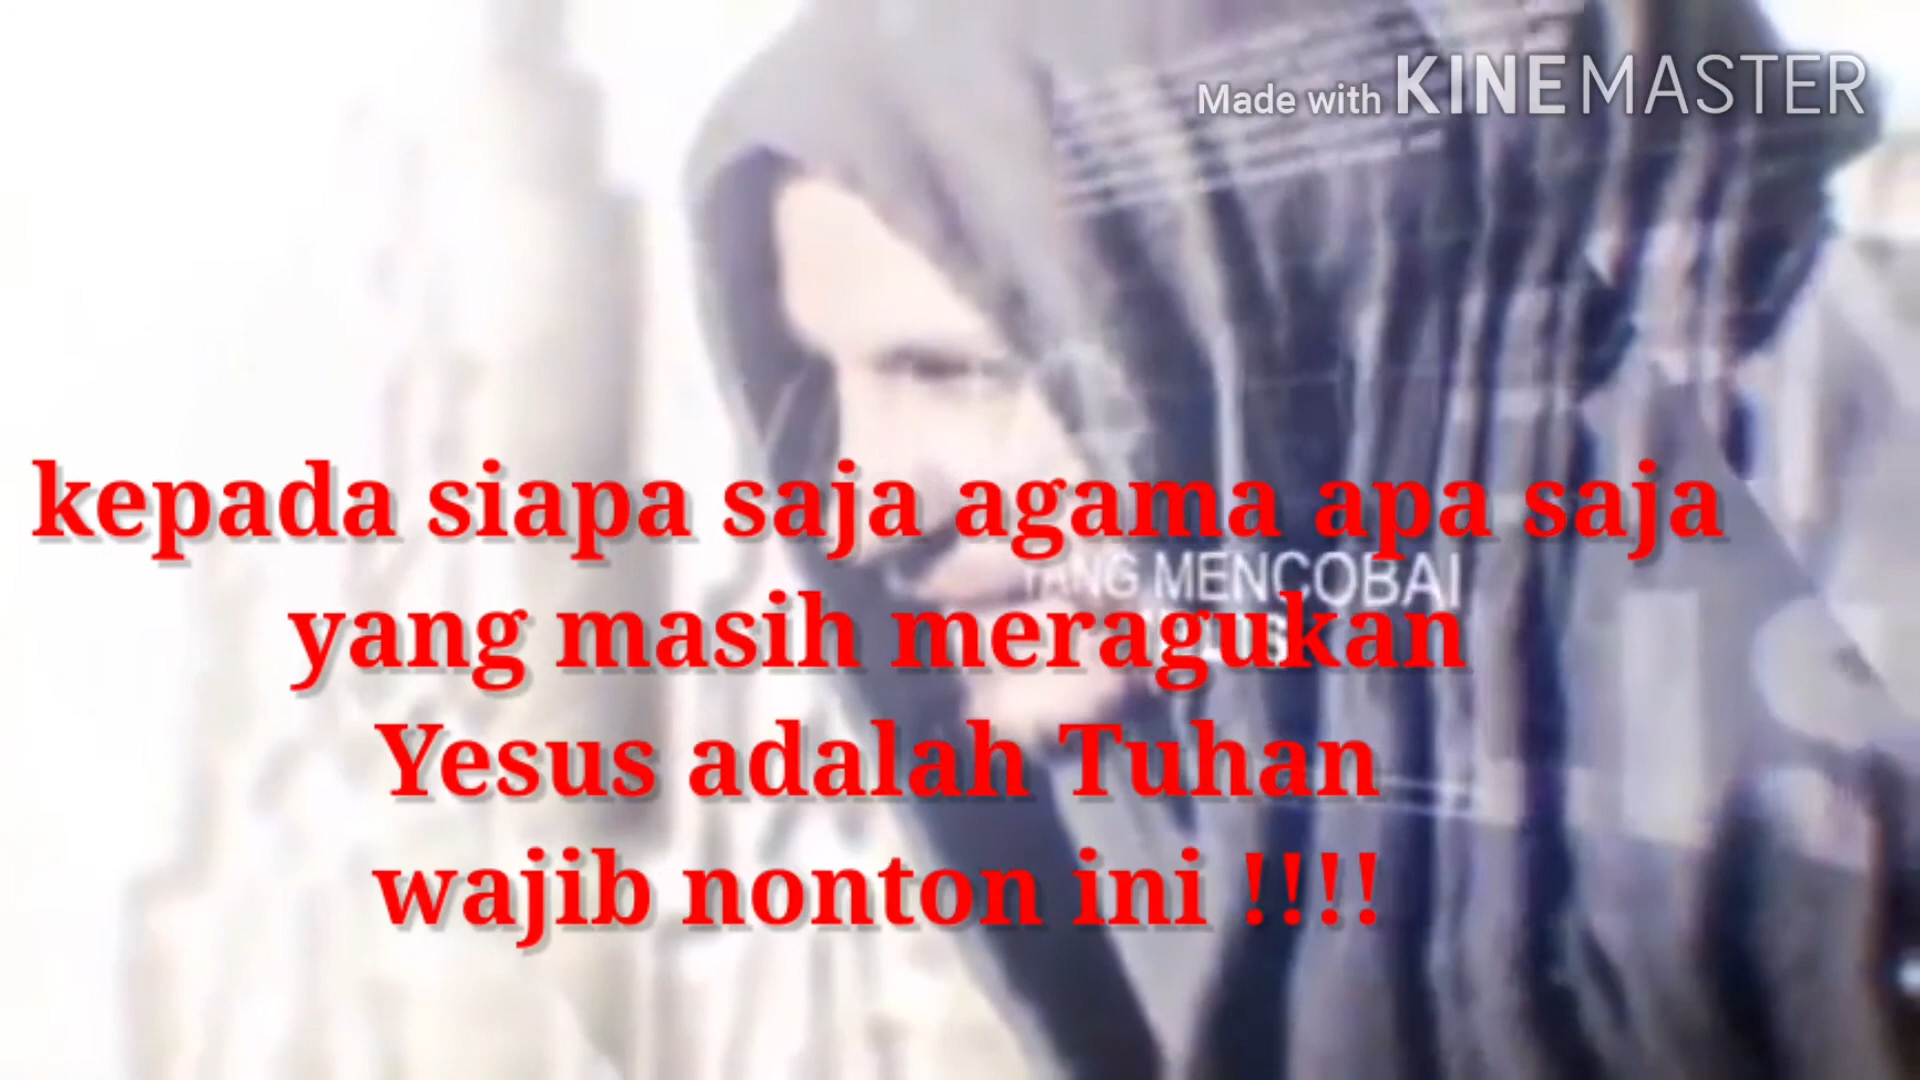 Made with KINEMASTER
kepada siapa saja agama apa saja
YANG MENCOBAI
yang masih meragukan
Yesus adalah Tuhan
wajib nonton ini !!!!